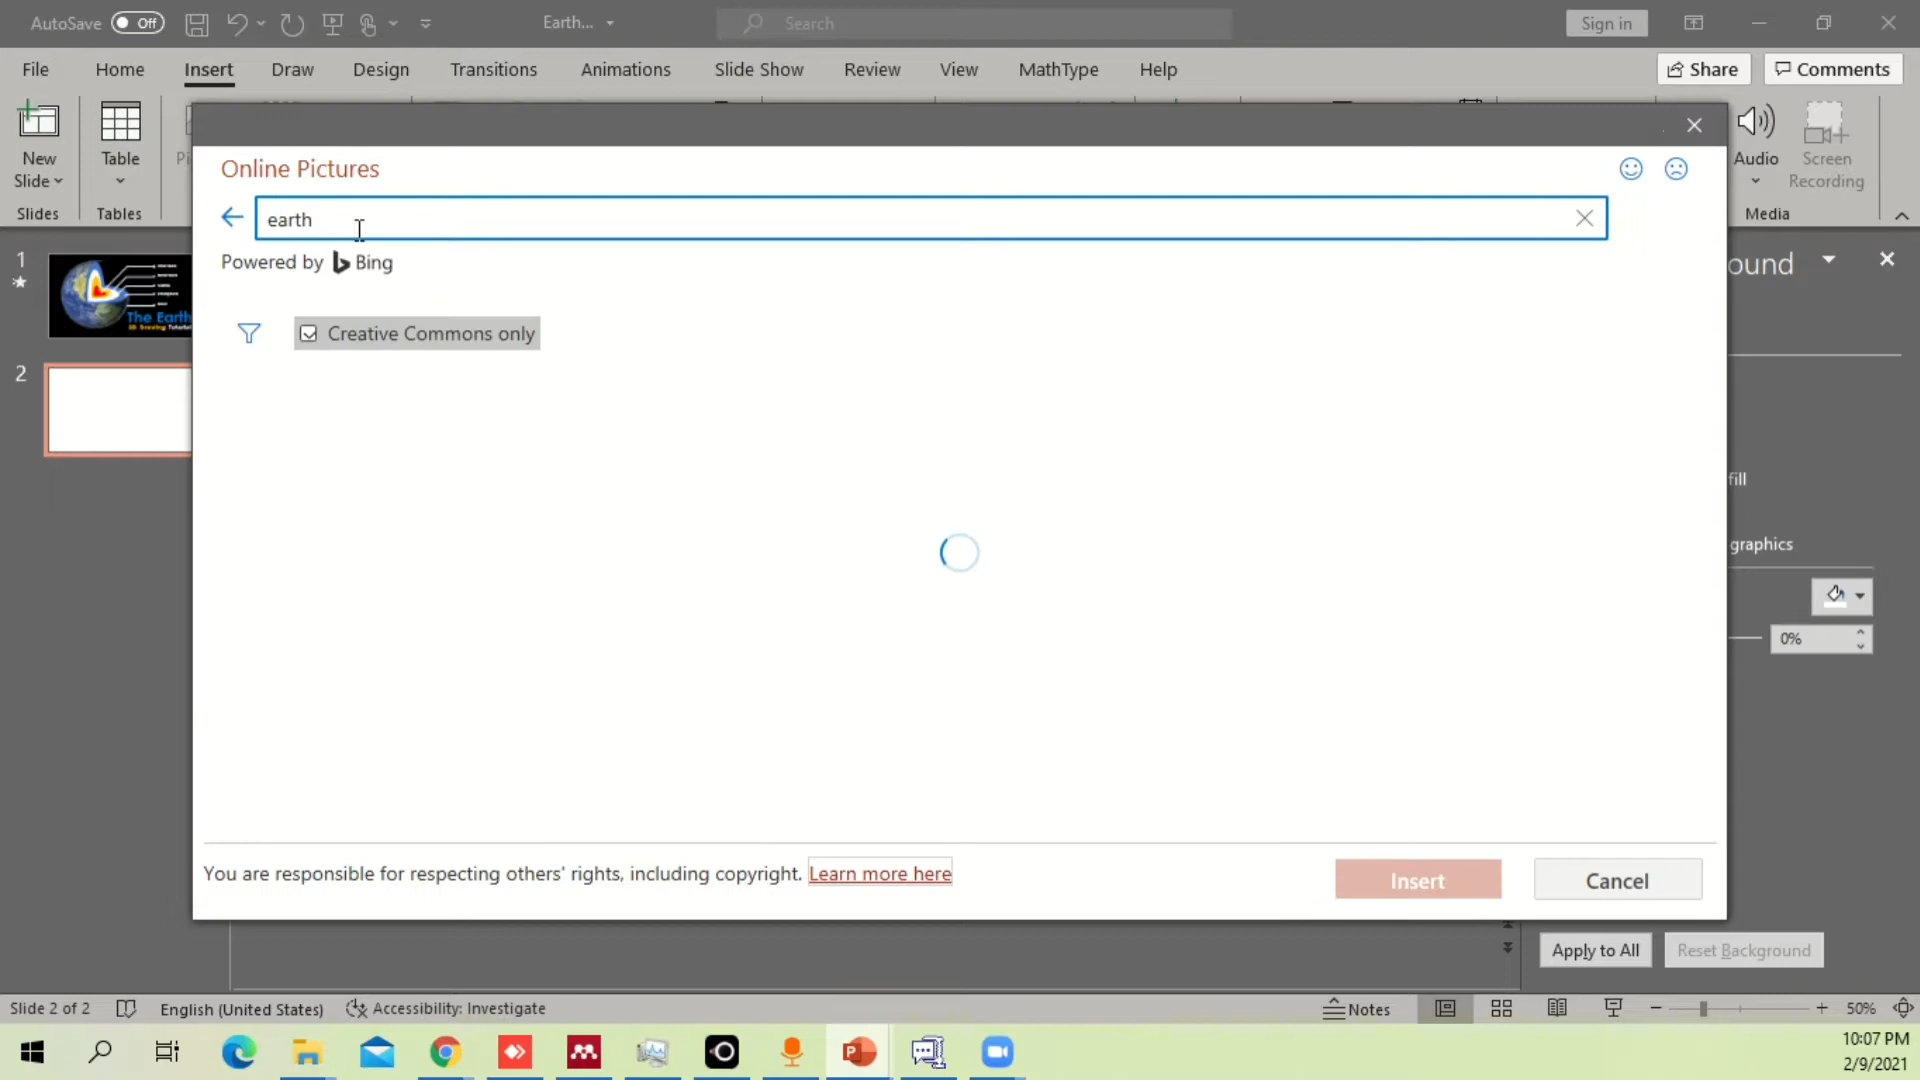 AutoSave Off Earth... Search Sign in
File Home Insert Draw Design Transitions Animations Slide Show Review View MathType Help Share Comments
New
Slide
Table
Audio
Screen
Recording
Slides Tables Media
Online Pictures
earth
Powered by Bing
Creative Commons only
1
The Earth
2
ound
fill
graphics
0%
You are responsible for respecting others' rights, including copyright. Learn more here
Insert Cancel
Apply to All Reset Background
Slide 2 of 2 English (United States) Accessibility: Investigate Notes 50%
10:07 PM
2/9/2021